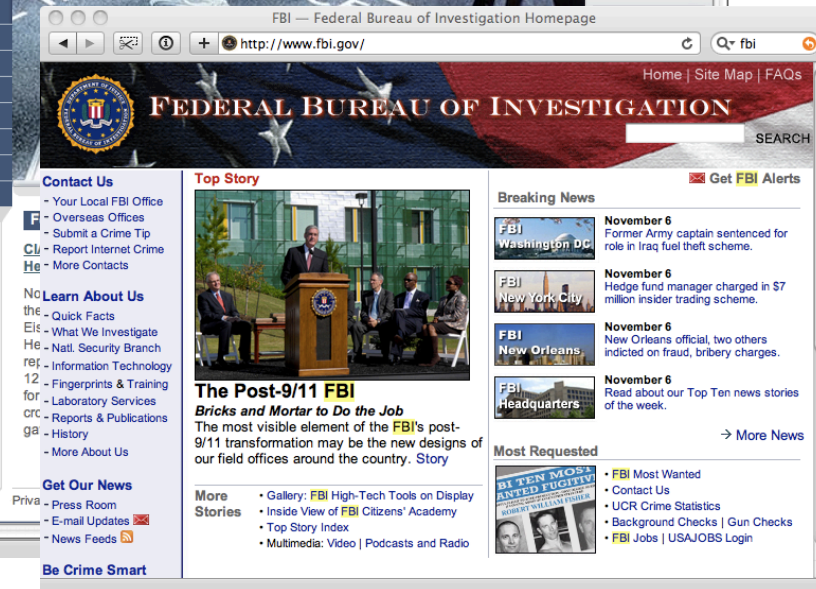 FBI — Federal Bureau of Investigation Homepage
http://www.fbi.gov/
fbi
Home | Site Map | FAQs
FEDERAL BUREAU OF INVESTIGATION
SEARCH
Contact Us
- Your Local FBI Office
- Overseas Offices
- Submit a Crime Tip
- Report Internet Crime
- More Contacts
Learn About Us
- Quick Facts
- What We Investigate
- Natl. Security Branch
- Information Technology
- Fingerprints & Training
- Laboratory Services
- Reports & Publications
- History
- More About Us
Get Our News
- Press Room
- E-mail Updates
- News Feeds
Be Crime Smart
Top Story
The Post-9/11 FBI
Bricks and Mortar to Do the Job
The most visible element of the FBI's post-
9/11 transformation may be the new designs of
our field offices around the country. Story
More
Stories
• Gallery: FBI High-Tech Tools on Display
• Inside View of FBI Citizens' Academy
• Top Story Index
• Multimedia: Video | Podcasts and Radio
Get FBI Alerts
Breaking News
FBI
Washington DC
November 6
Former Army captain sentenced for
role in Iraq fuel theft scheme.
FBI
New York City
November 6
Hedge fund manager charged in $7
million insider trading scheme.
FBI
New Orleans
November 6
New Orleans official, two others
indicted on fraud, bribery charges.
FBI
Headquarters
November 6
Read about our Top Ten news stories
of the week.
→ More News
Most Requested
BI TEN MOST
ANTED FUGITIV
ROBERT WILLIAM FISHER
• FBI Most Wanted
• Contact Us
• UCR Crime Statistics
• Background Checks | Gun Checks
• FBI Jobs | USAJOBS Login